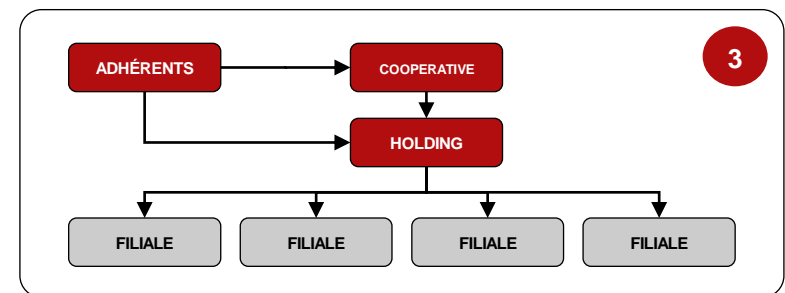 ADHÉRENTS
COOPERATIVE
3
HOLDING
FILIALE
FILIALE
FILIALE
FILIALE